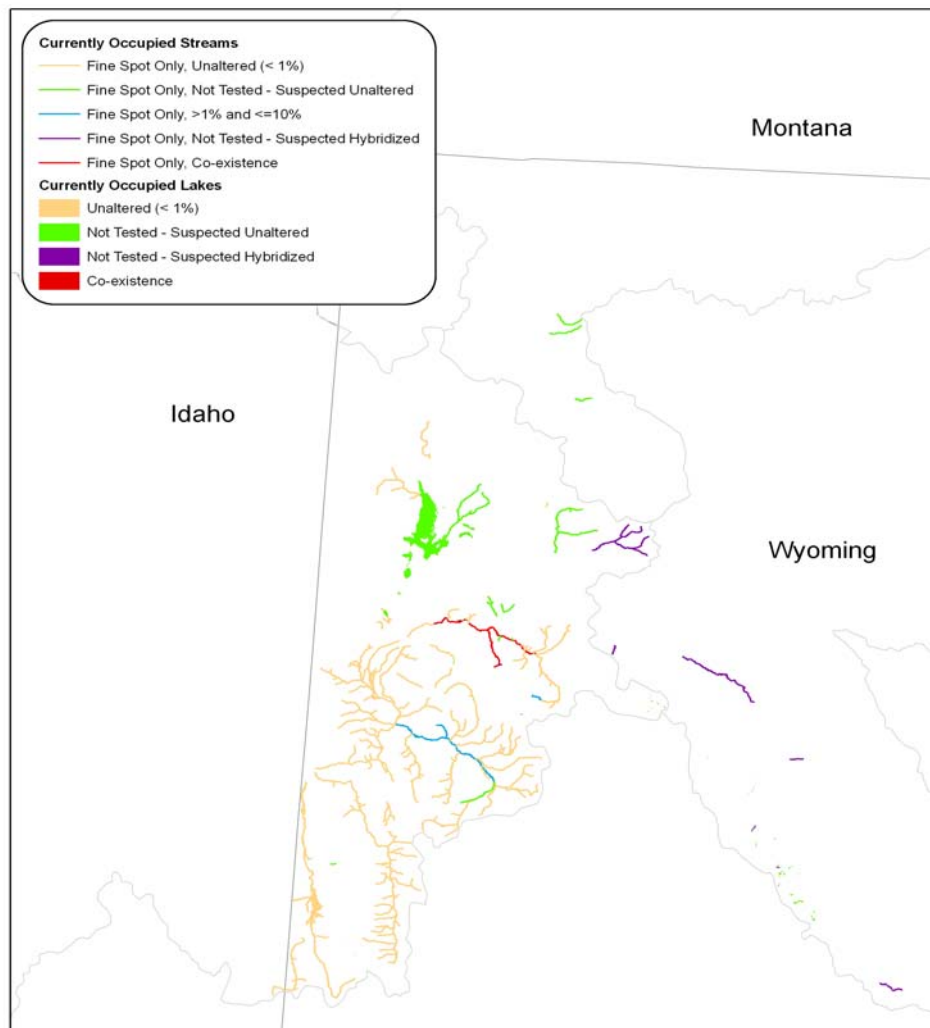 Currently Occupied Streams
Fine Spot Only, Unaltered (< 1%)
Fine Spot Only, Not Tested - Suspected Unaltered
Fine Spot Only, >1% and <=10%
Fine Spot Only, Not Tested - Suspected Hybridized
Fine Spot Only, Co-existence
Currently Occupied Lakes
Unaltered (< 1%)
Not Tested - Suspected Unaltered
Not Tested - Suspected Hybridized
Co-existence
Montana
Idaho
Wyoming